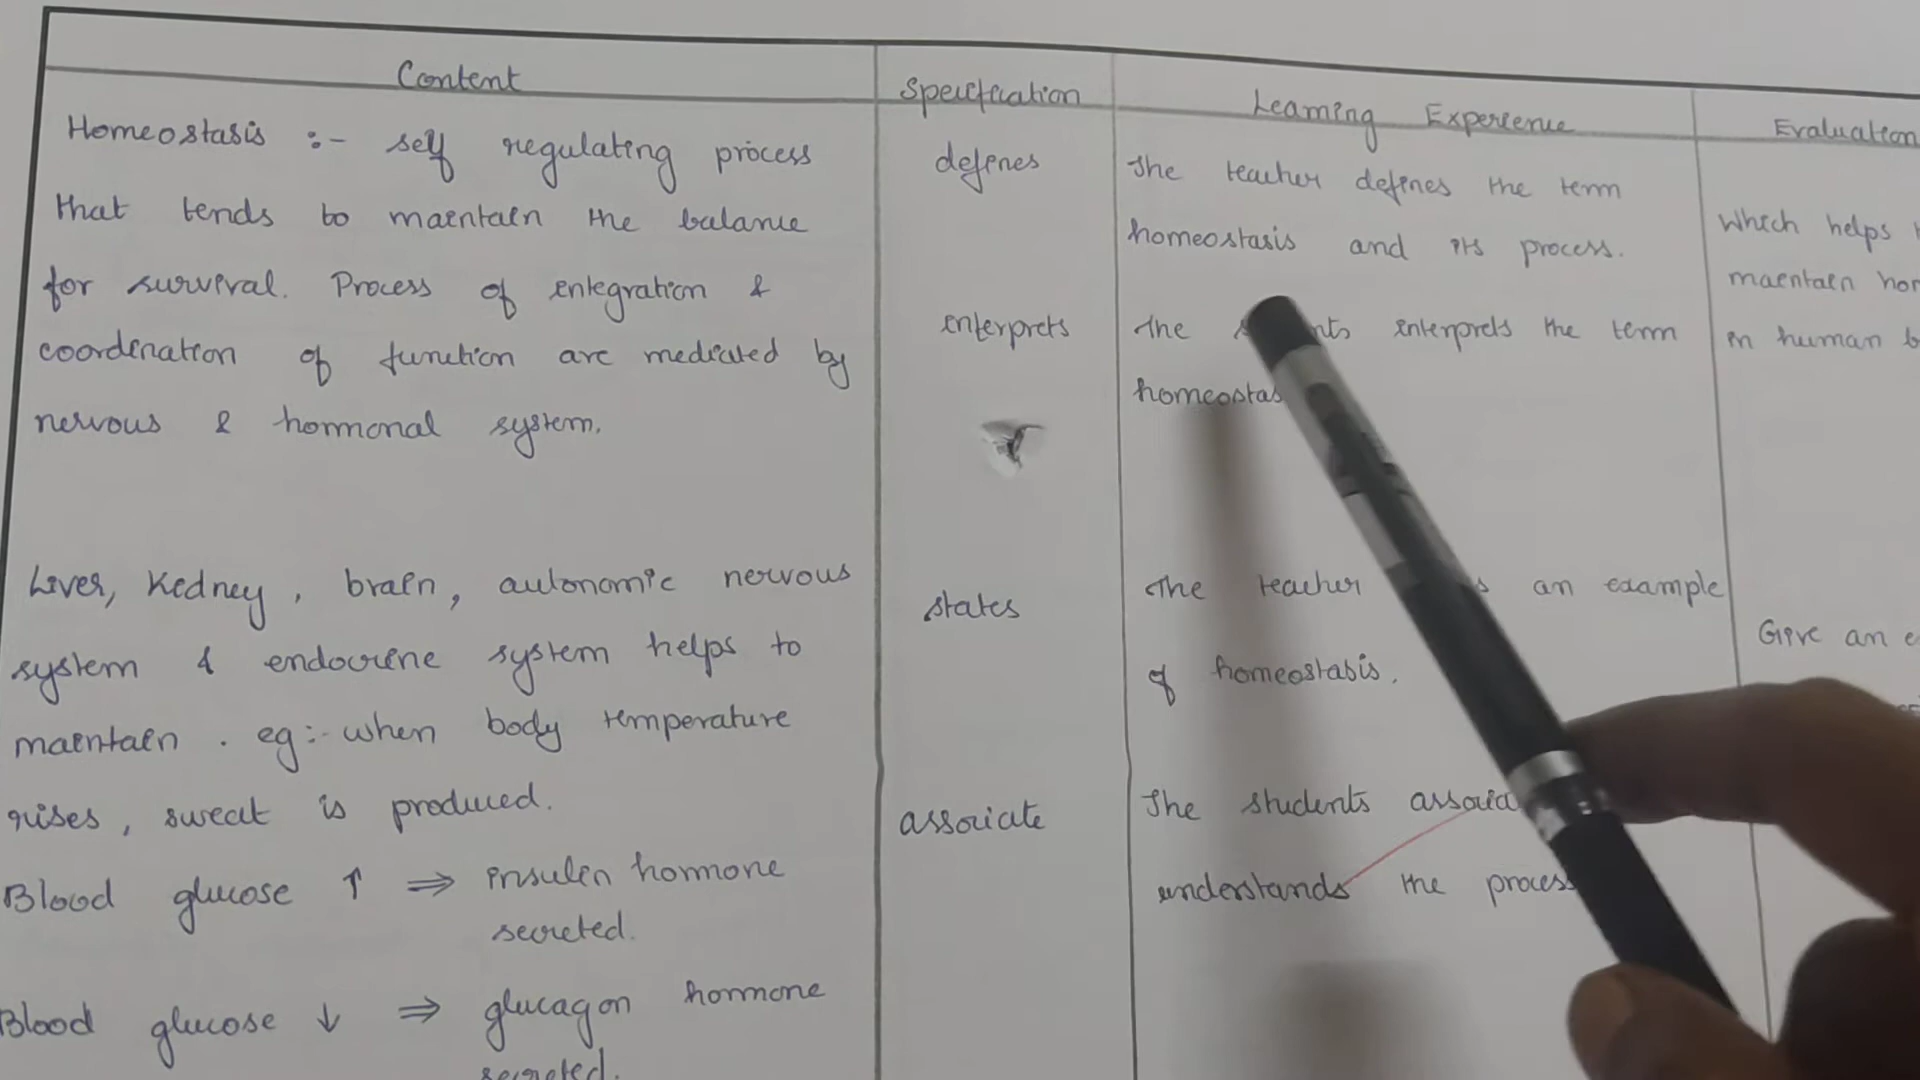 Content
Homeostasis :- self regulating process
that tends to maintain the balance
for survival. Process of integration &
coordination of function are mediated by
nervous & hormonal system.
Liver, Kidney, brain, autonomic nervous
system & endocrine system helps to
maintain. eg:- when body temperature
rises, sweat is produced.
Blood glucose ↑ ⇒ insulin hormone
secreted.
Blood glucose ↓ ⇒ glucagon hormone
secreted.
Specification
defines
interprets
states
associate
Learning Experience
The teacher defines the term
homeostasis and its process.
The interprets the term
The teacher an example
of homeostasis.
The students
understands the process
Evaluation
Which helps
maintain
in human
Give an